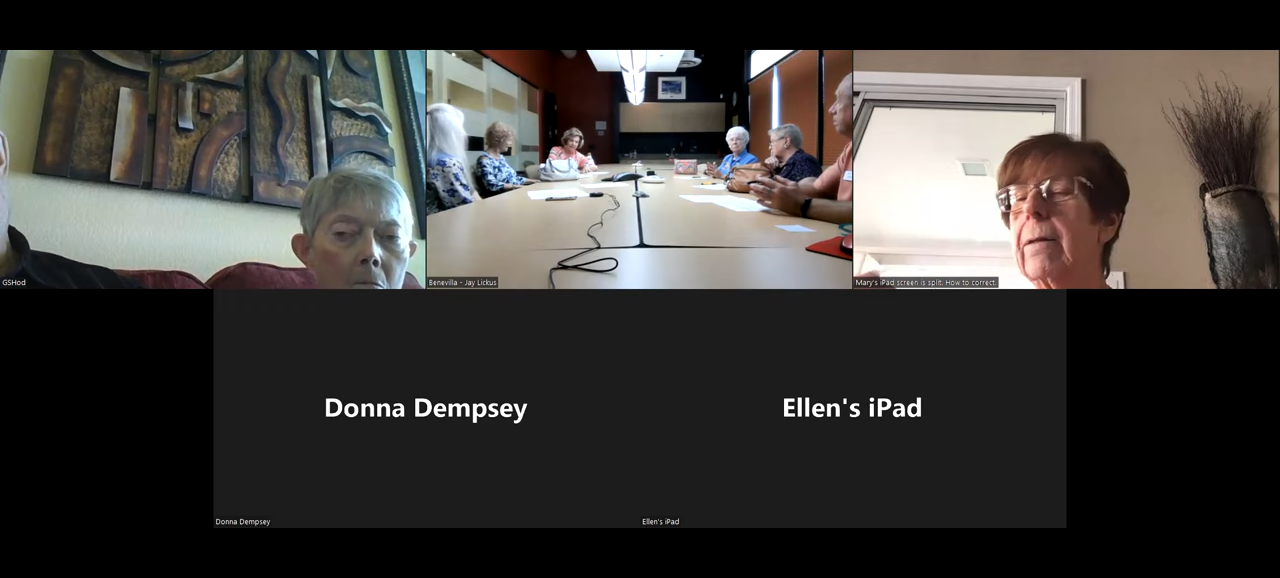 GSHod
Benevilla - Jay Lickus
Mary's iPad screen is split. How to correct.
Donna Dempsey
Ellen's iPad
Donna Dempsey
Ellen's iPad